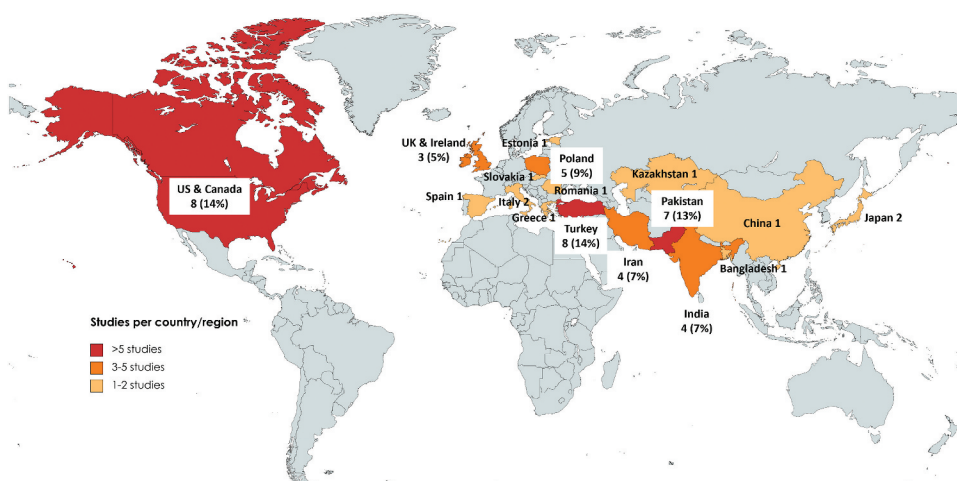 UK & Ireland
3 (5%)
Estonia 1
Poland
5 (9%)
Slovakia 1
Kazakhstan 1
US & Canada
8 (14%)
Romania 1
Pakistan
7 (13%)
Spain 1
Italy 2
Greece 1
China 1
Japan 2
Turkey
8 (14%)
Iran
4 (7%)
Bangladesh 1
India
4 (7%)
Studies per country/region
>5 studies
3-5 studies
1-2 studies